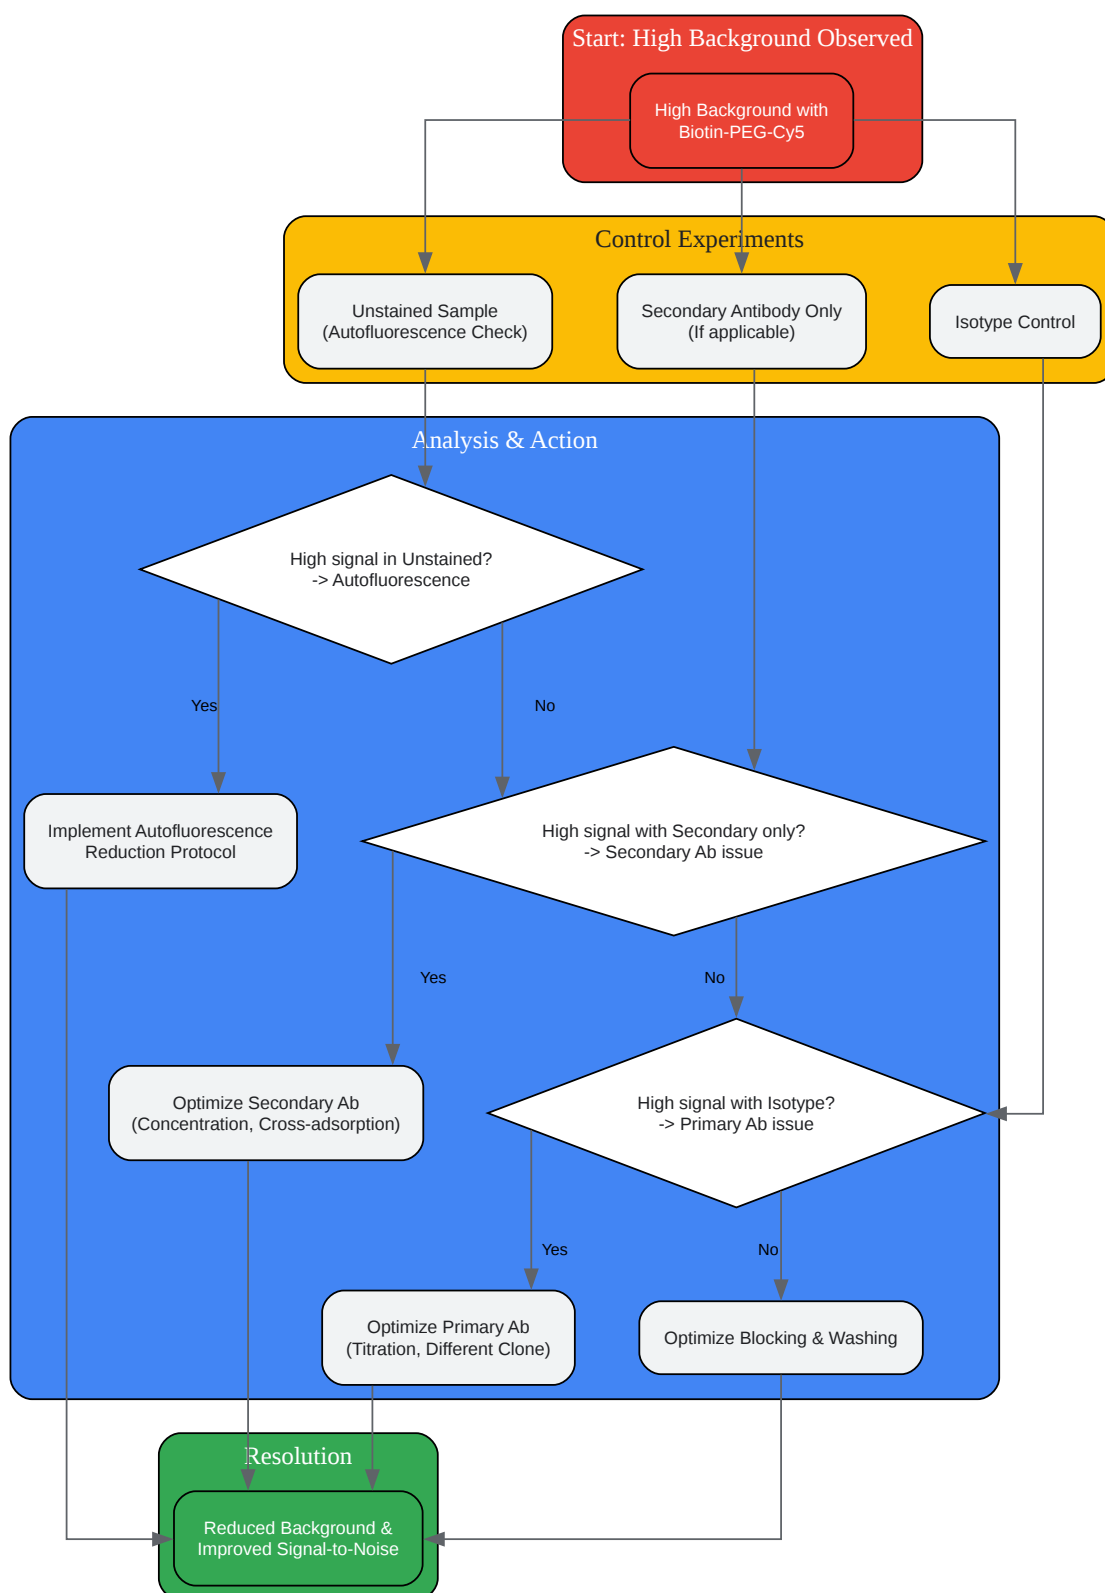 Start: High Background Observed
High Background with
Biotin-PEG-Cy5
Control Experiments
Unstained Sample
(Autofluorescence Check)
Secondary Antibody Only
(If applicable)
Isotype Control
Analysis & Action
High signal in Unstained?
-> Autofluorescence
Yes
No
Implement Autofluorescence
Reduction Protocol
High signal with Secondary only?
-> Secondary Ab issue
Yes
No
Optimize Secondary Ab
(Concentration, Cross-adsorption)
High signal with Isotype?
-> Primary Ab issue
Yes
No
Optimize Primary Ab
(Titration, Different Clone)
Optimize Blocking & Washing
Resolution
Reduced Background &
Improved Signal-to-Noise